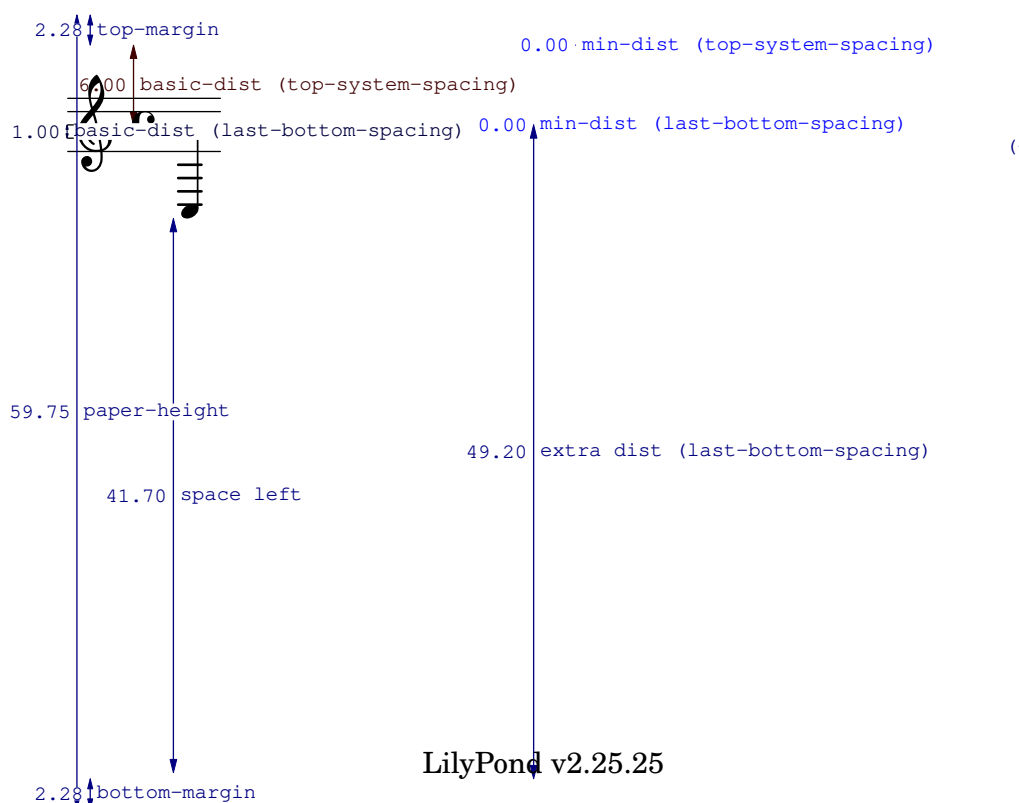 2.28 top-margin
0.00 min-dist (top-system-spacing)
6.00 basic-dist (top-system-spacing)
1.00 basic-dist (last-bottom-spacing)
0.00 min-dist (last-bottom-spacing)
(
59.75 paper-height
49.20 extra dist (last-bottom-spacing)
41.70 space left
LilyPond v2.25.25
2.28 bottom-margin